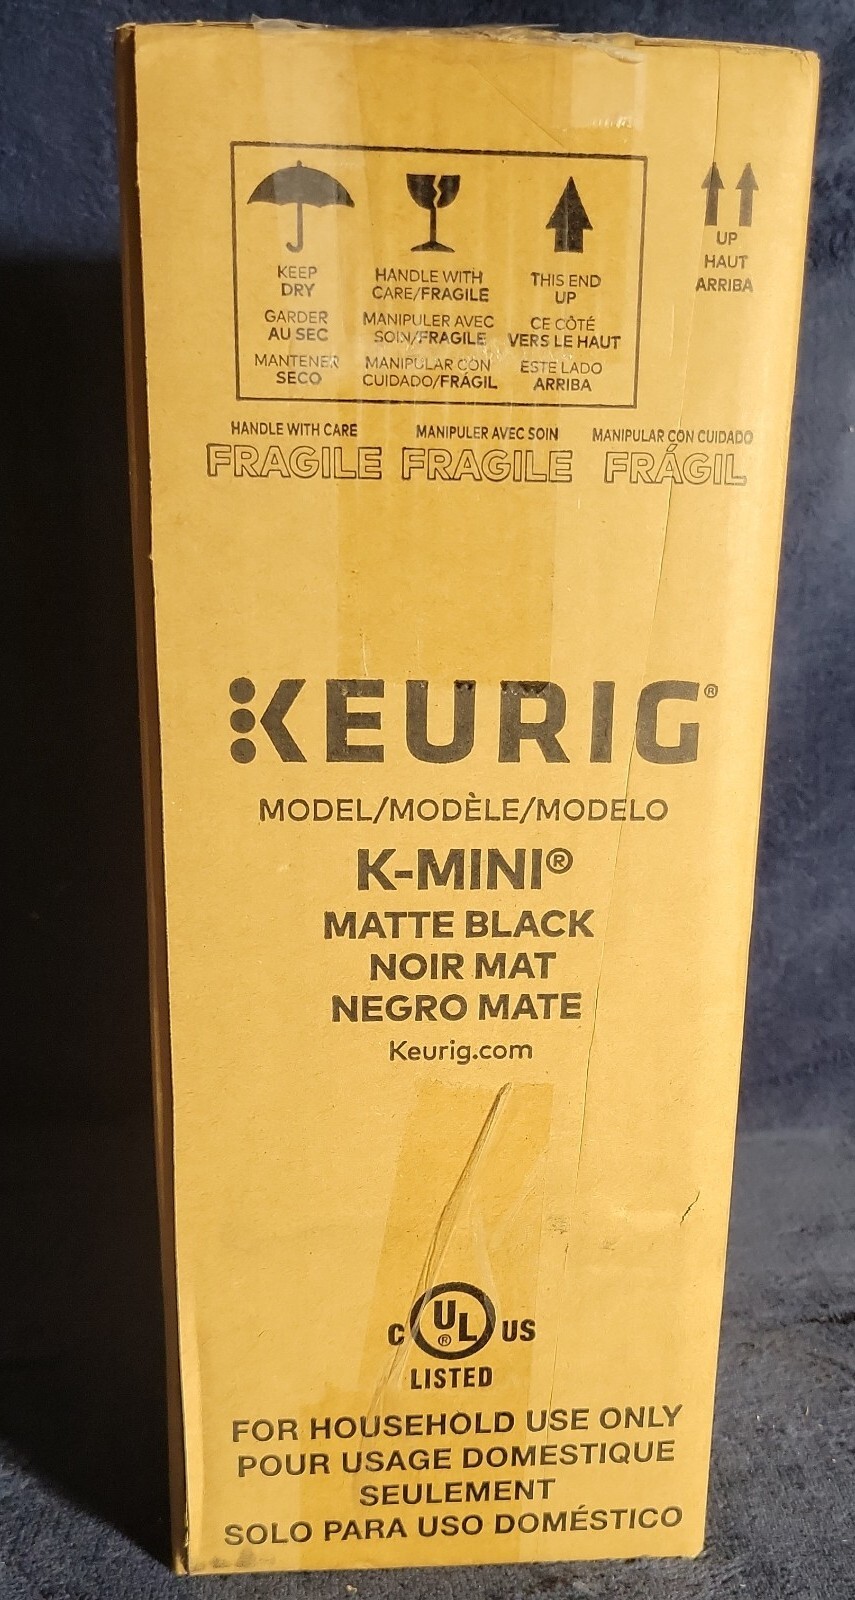 KEEP
DRY
GARDER
AU SEC
MANTENER
SECO
HANDLE WITH
CARE/FRAGILE
MANIPULER AVEC
SOIN/FRAGILE
MANIPULAR CON
CUIDADO/FRÁGIL
THIS END
UP
CE CÔTÉ
VERS LE HAUT
ESTE LADO
ARRIBA
UP
HAUT
ARRIBA
HANDLE WITH CARE
FRAGILE
MANIPULER AVEC SOIN
FRAGILE
MANIPULAR CON CUIDADO
FRÁGIL
KEURIG®
MODEL/MODÈLE/MODELO
K-MINI®
MATTE BLACK
NOIR MAT
NEGRO MATE
Keurig.com
C UL® US
LISTED
FOR HOUSEHOLD USE ONLY
POUR USAGE DOMESTIQUE
SEULEMENT
SOLO PARA USO DOMÉSTICO